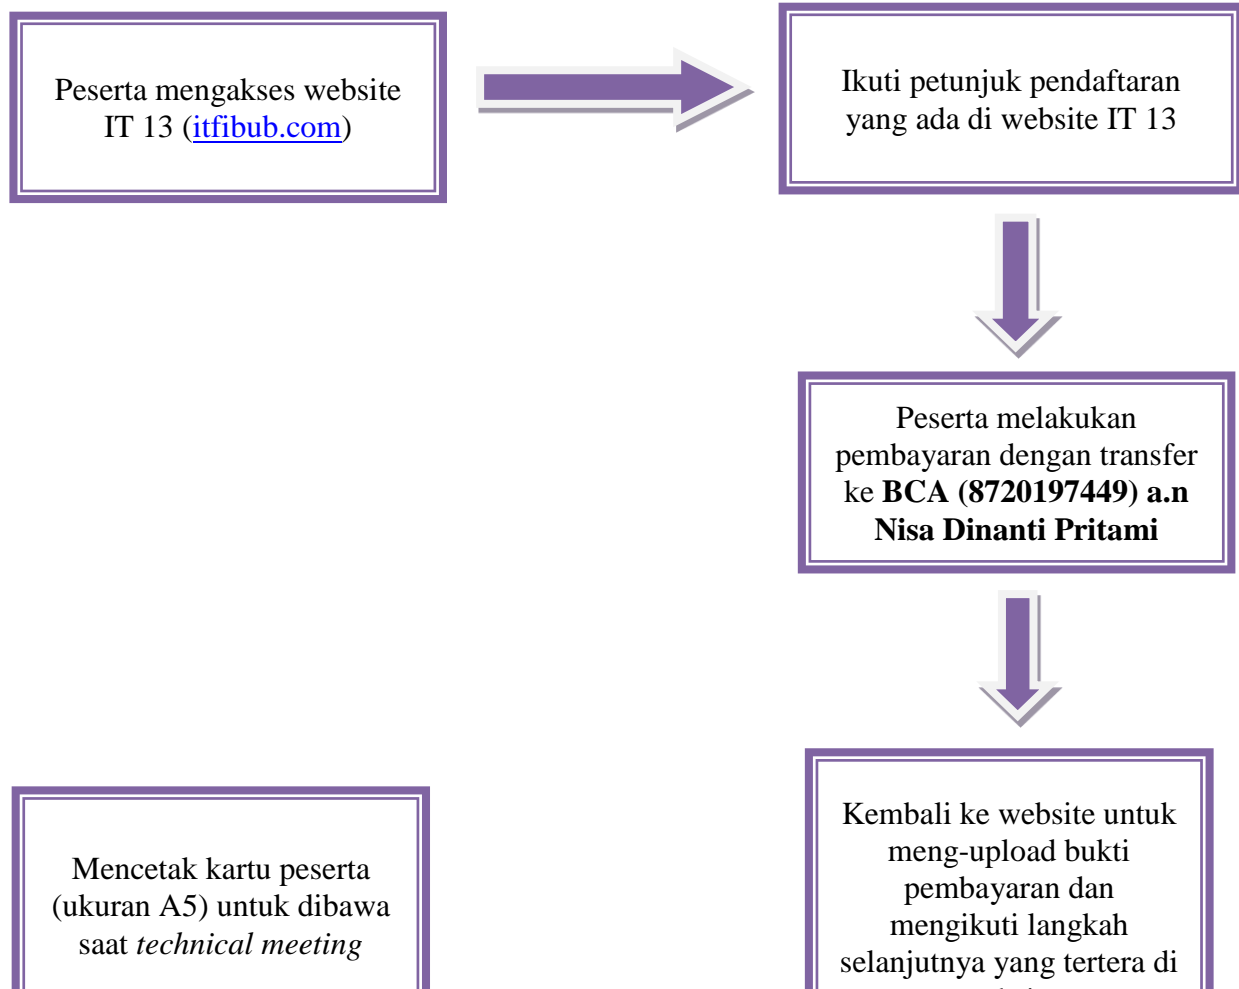 Peserta mengakses website
IT 13 (itfibub.com)
Ikuti petunjuk pendaftaran
yang ada di website IT 13
Peserta melakukan
pembayaran dengan transfer
ke BCA (8720197449) a.n
Nisa Dinanti Pritami
Kembali ke website untuk
meng-upload bukti
pembayaran dan
mengikuti langkah
selanjutnya yang tertera di
Mencetak kartu peserta
(ukuran A5) untuk dibawa
saat technical meeting